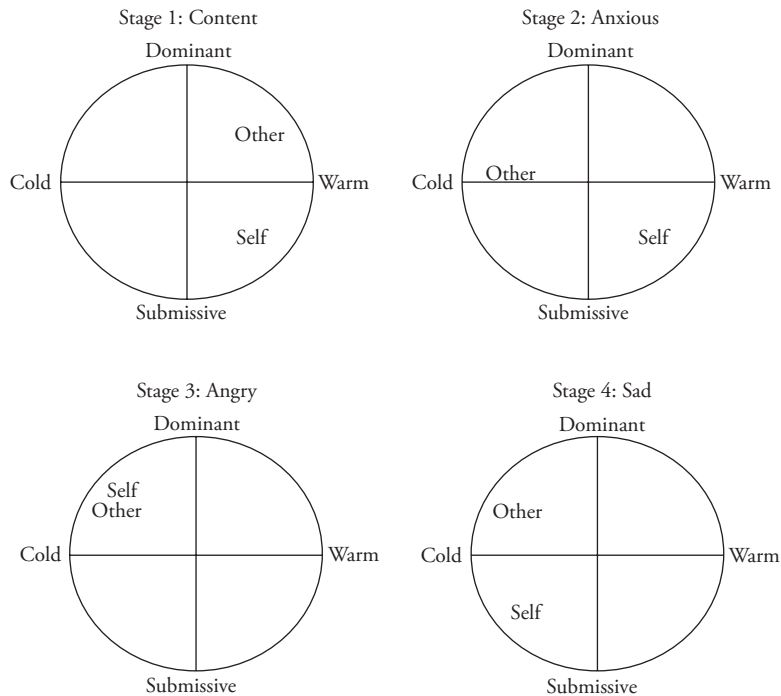 Stage 1: Content
Dominant
Other
Cold
Warm
Self
Submissive
Stage 2: Anxious
Dominant
Other
Cold
Warm
Self
Submissive
Stage 3: Angry
Dominant
Self
Other
Cold
Warm
Submissive
Stage 4: Sad
Dominant
Other
Cold
Warm
Self
Submissive